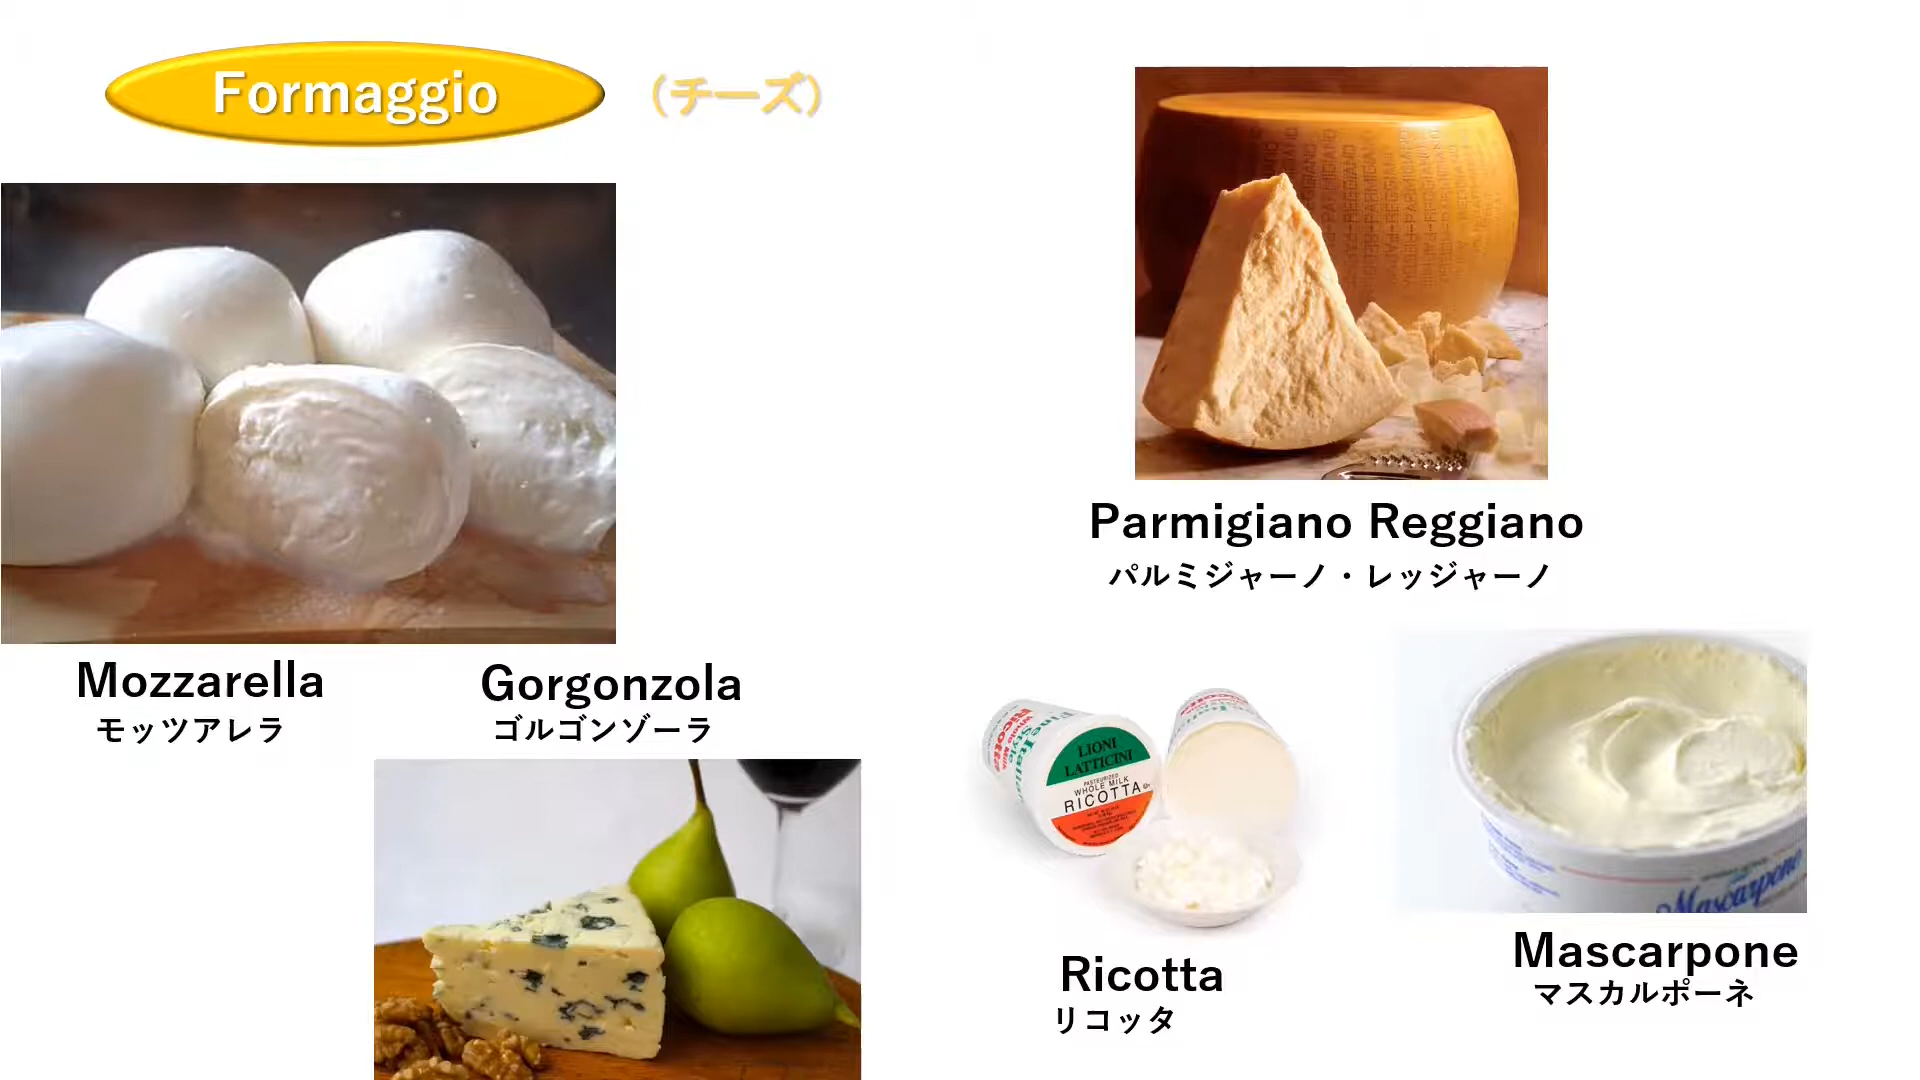 Formaggio
（チーズ）
Mozzarella
モッツアレラ
Gorgonzola
ゴルゴンゾーラ
Parmigiano Reggiano
パルミジャーノ・レッジャーノ
LIONI
LATTICINI
PASTEURIZED
WHOLE MILK
RICOTTA
Ricotta
リコッタ
Mascarpone
Mascarpone
マスカルポーネ